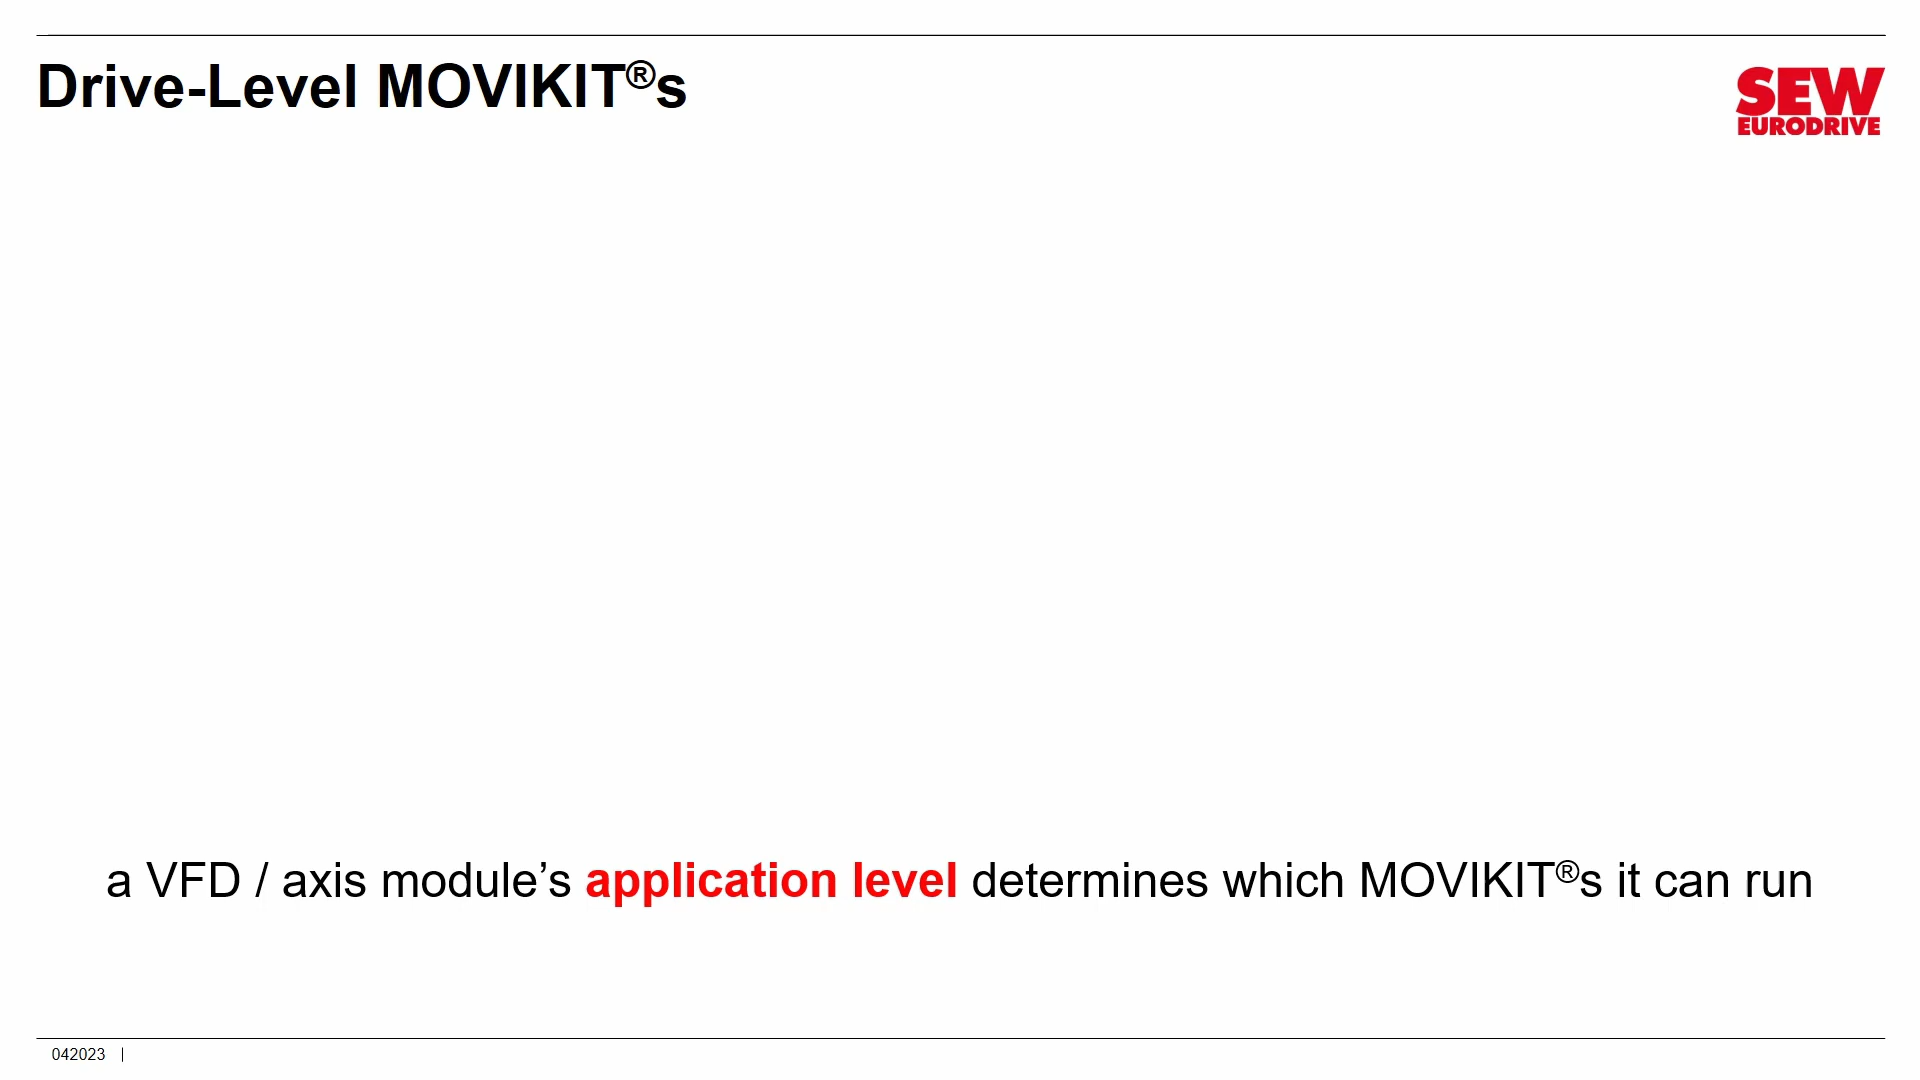 Drive-Level MOVIKIT®s
SEW
EURODRIVE
a VFD / axis module’s application level determines which MOVIKIT®s it can run
042023 |